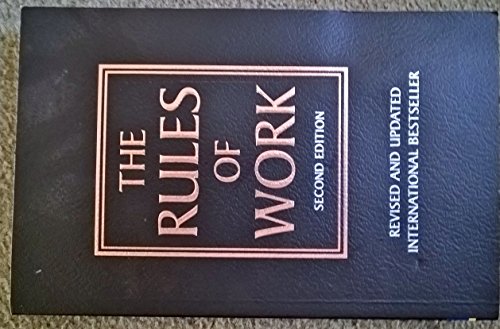 THE
RULES
OF
WORK
SECOND EDITION
REVISED AND UPDATED
INTERNATIONAL BESTSELLER